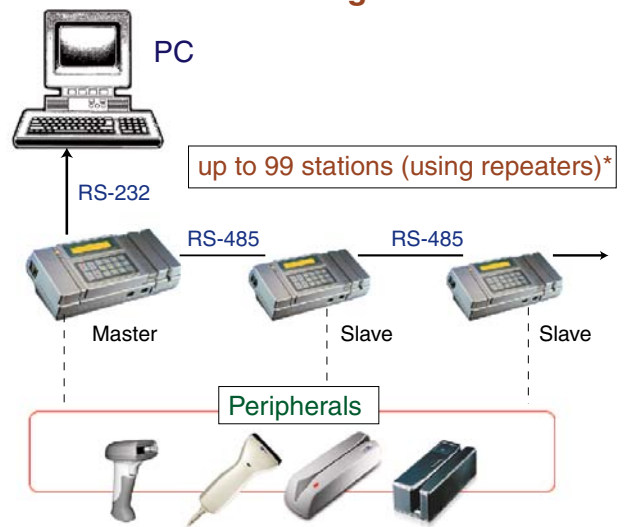 PC
up to 99 stations (using repeaters)*
RS-232
RS-485
RS-485
Master
Slave
Slave
Peripherals